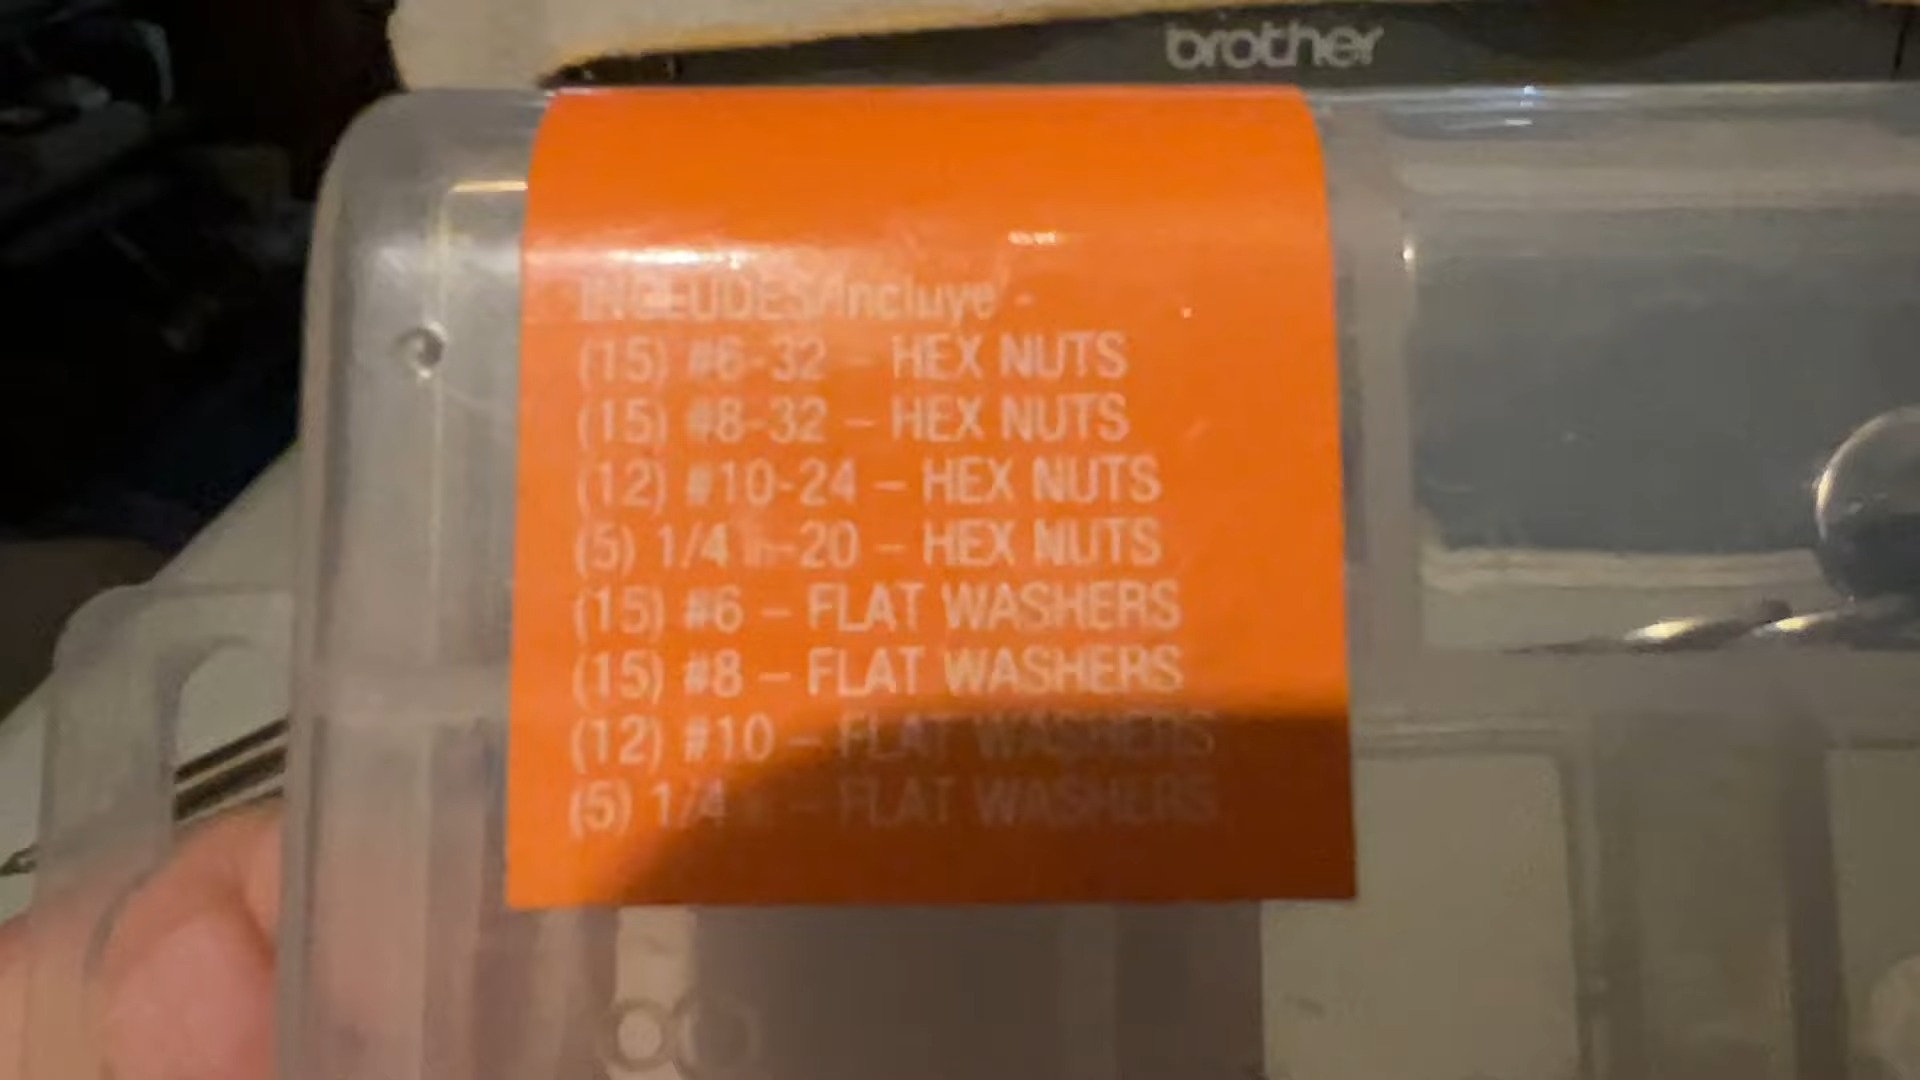 brother
INCLUDES/Incluye -
(15) #6-32 – HEX NUTS
(15) #8-32 – HEX NUTS
(12) #10-24 – HEX NUTS
(5) 1/4 in-20 – HEX NUTS
(15) #6 – FLAT WASHERS
(15) #8 – FLAT WASHERS
(12) #10 – FLAT WASHERS
(5) 1/4 in – FLAT WASHERS